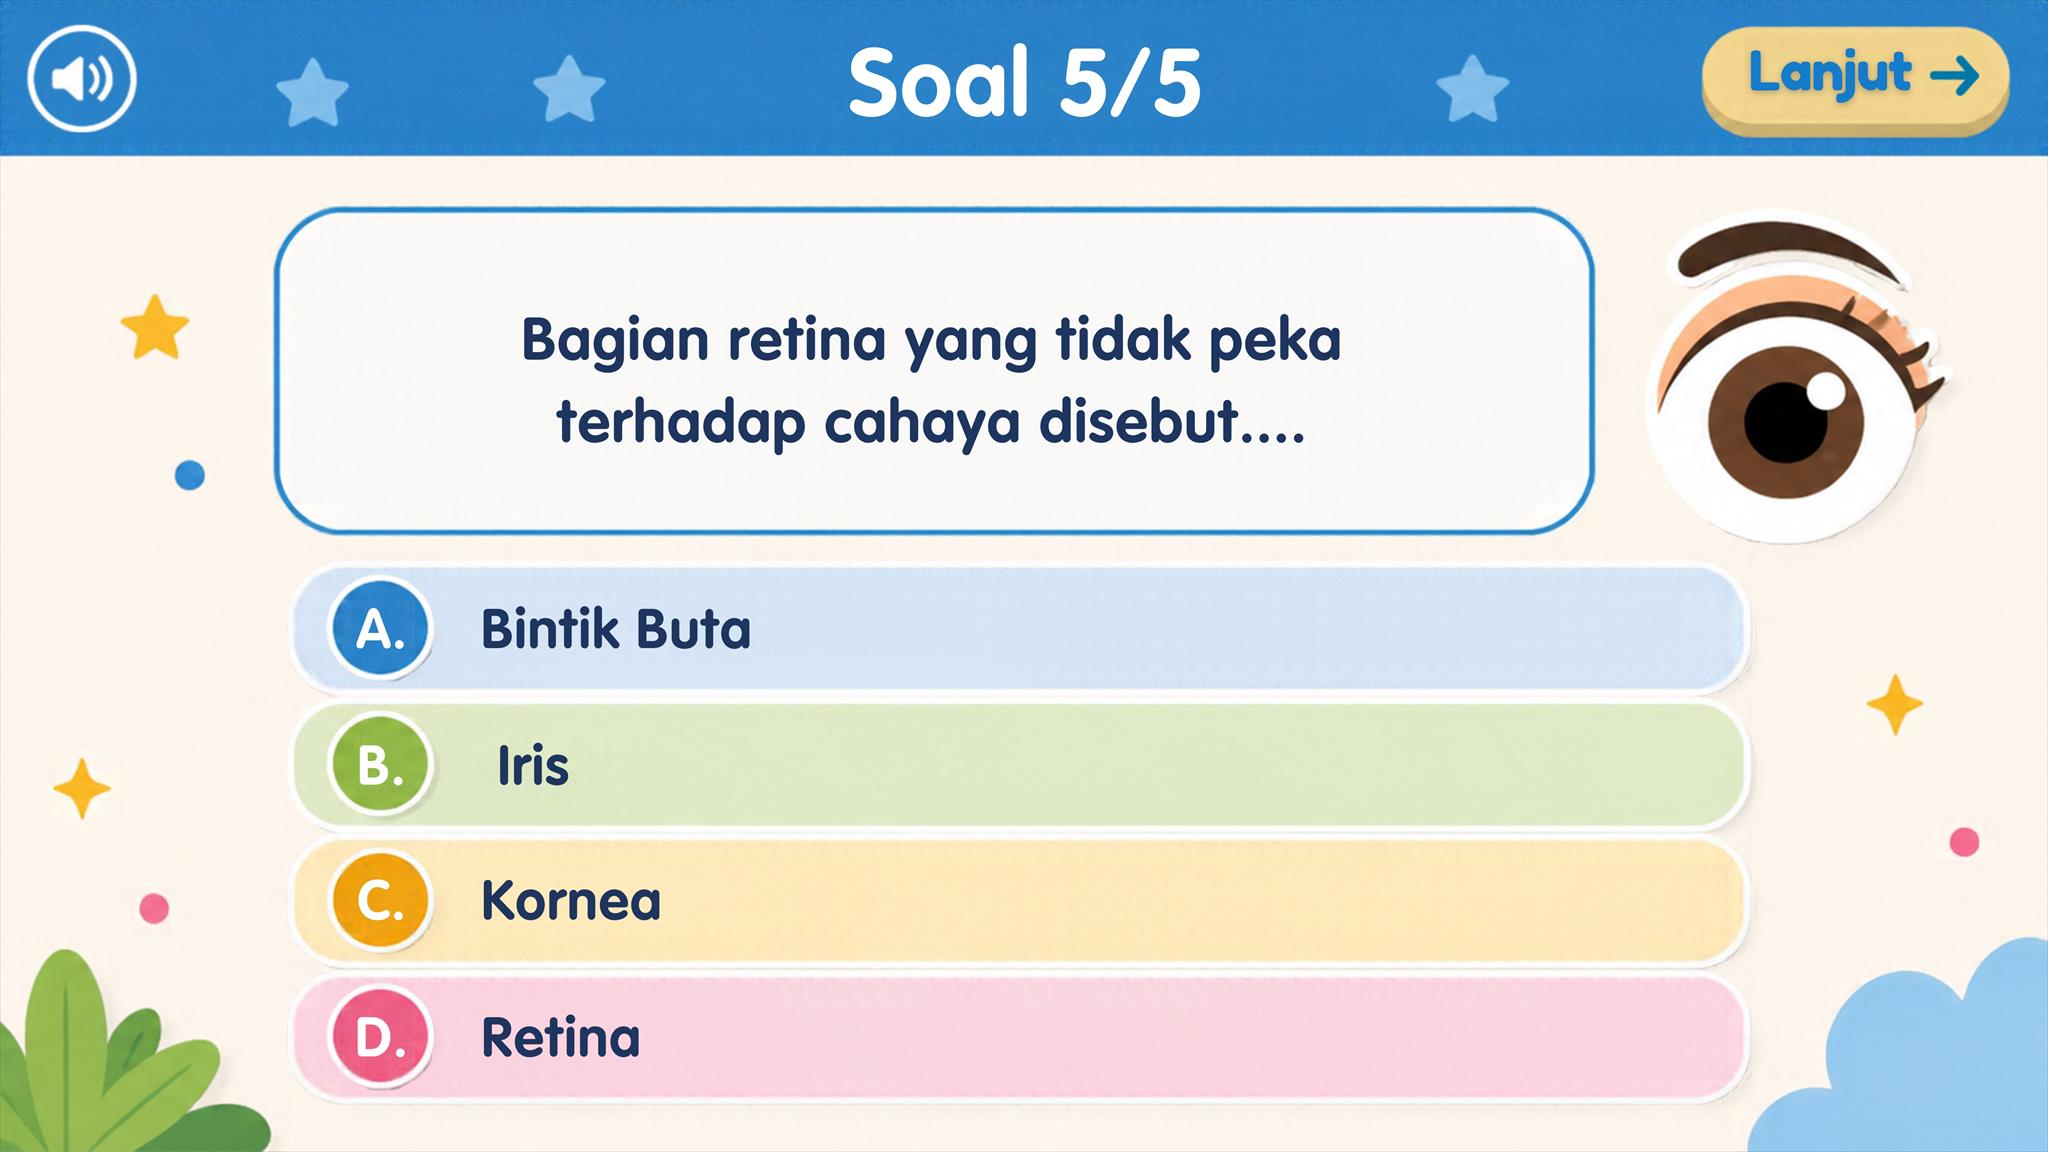 Soal 5/5
Lanjut →
Bagian retina yang tidak peka
terhadap cahaya disebut....
A. Bintik Buta
B. Iris
C. Kornea
D. Retina